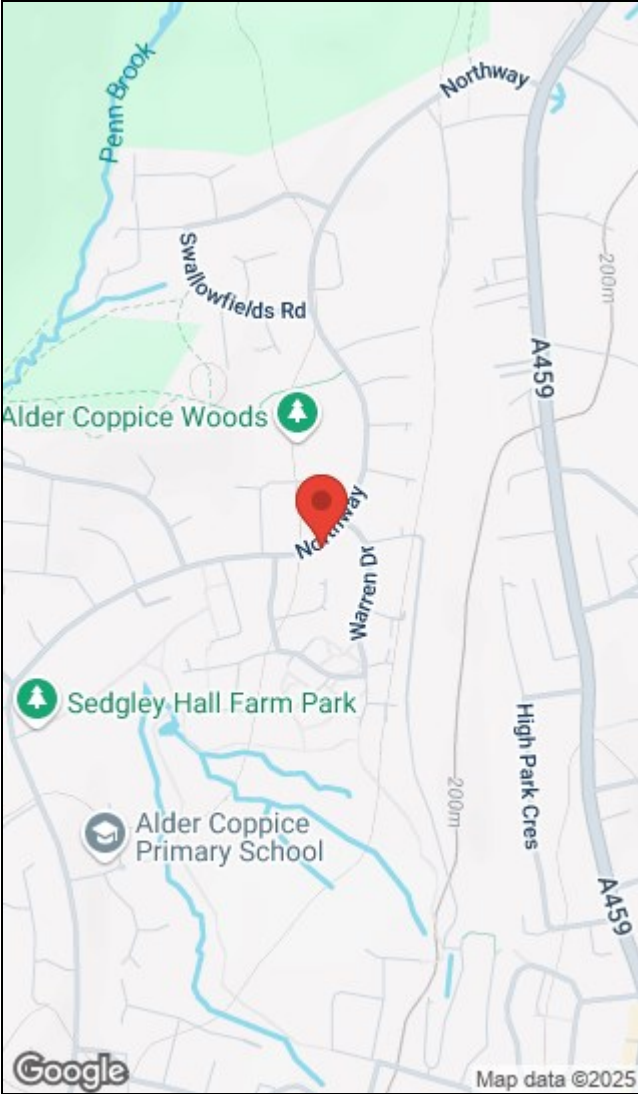 Penn Brook
Northway
Swallowfields Rd
200m
A459
Alder Coppice Woods
Northway
Warren Dr
Sedgley Hall Farm Park
High Park Cres
200m
Alder Coppice
Primary School
A459
Google
Map data ©2025